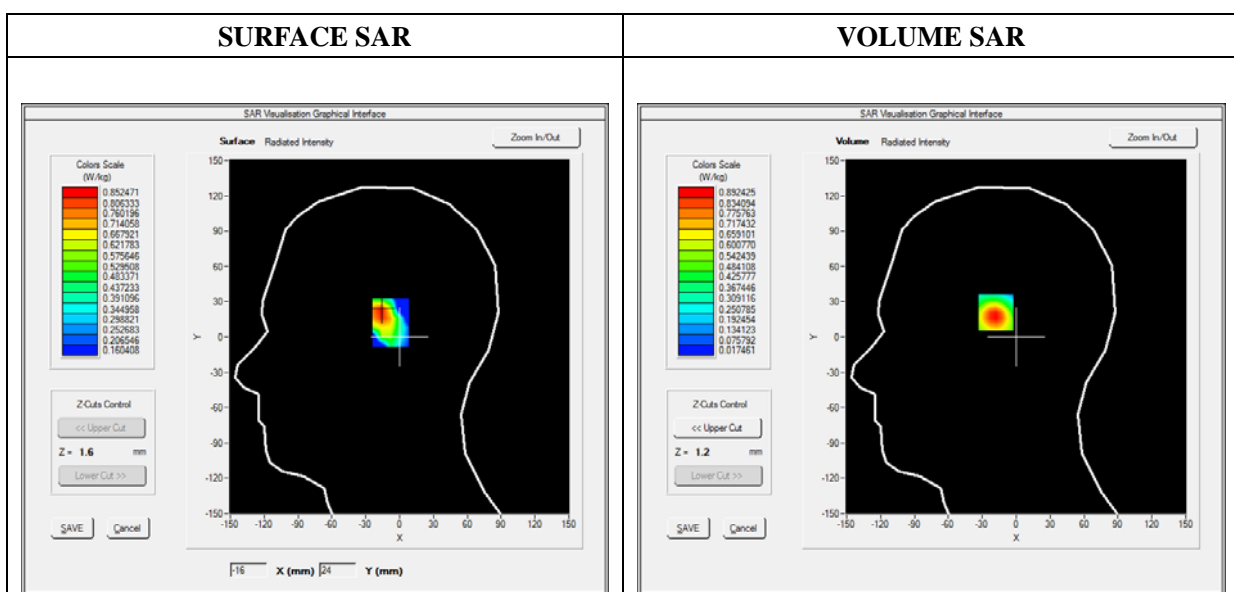 SURFACE SAR
VOLUME SAR
SAR Visualisation Graphical Interface
Surface Radiated Intensity
Zoom In/Out
Colors Scale
(W/kg)
0.852471
0.806333
0.760196
0.714058
0.667921
0.621783
0.575646
0.529508
0.483371
0.437233
0.391096
0.344958
0.298821
0.252683
0.206546
0.160408
Z-Cuts Control
<< Upper Cut
Z = 1.6 mm
Lower Cut >>
SAVE Cancel
150
120
90
60
30
0
-30
-60
-90
-120
-150
Y
-150 -120 -90 -60 -30 0 30 60 90 120 150
X
-16 X (mm) 24 Y (mm)
SAR Visualisation Graphical Interface
Volume Radiated Intensity
Zoom In/Out
Colors Scale
(W/kg)
0.892425
0.834094
0.775763
0.717432
0.659101
0.600770
0.542439
0.484108
0.425777
0.367446
0.309116
0.250785
0.192454
0.134123
0.075792
0.017461
Z-Cuts Control
<< Upper Cut
Z = 1.2 mm
Lower Cut >>
SAVE Cancel
150
120
90
60
30
0
-30
-60
-90
-120
-150
Y
-150 -120 -90 -60 -30 0 30 60 90 120 150
X